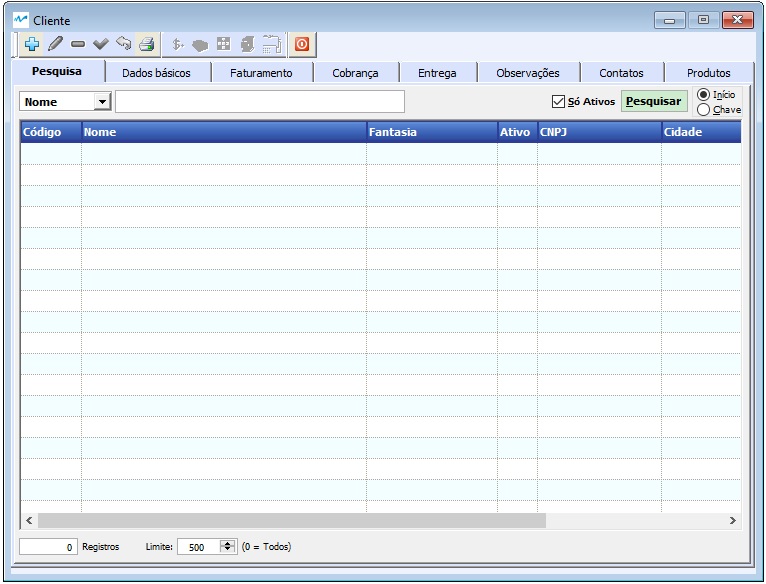 Cliente
Pesquisa Dados básicos Faturamento Cobrança Entrega Observações Contatos Produtos
Nome Só Ativos Pesquisar Início
Chave
Código Nome Fantasia Ativo CNPJ Cidade
0 Registros Limite: 500 (0 = Todos)